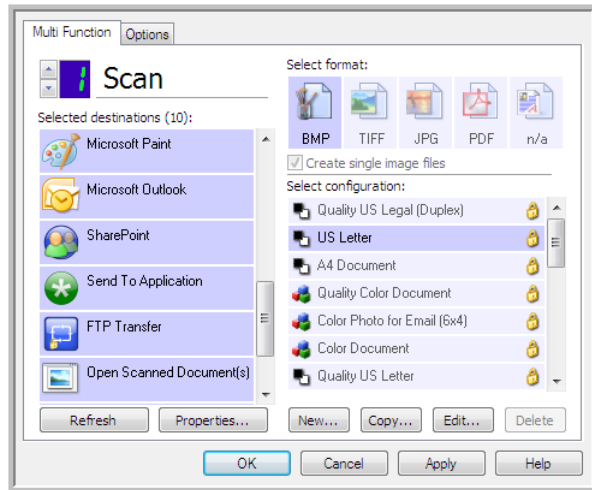 Multi Function
Options
1
Scan
Selected destinations (10):
Microsoft Paint
Microsoft Outlook
SharePoint
Send To Application
FTP Transfer
Open Scanned Document(s)
Refresh
Properties...
Select format:
BMP
TIFF
JPG
PDF
n/a
Create single image files
Select configuration:
Quality US Legal (Duplex)
US Letter
A4 Document
Quality Color Document
Color Photo for Email (6x4)
Color Document
Quality US Letter
New...
Copy...
Edit...
Delete
OK
Cancel
Apply
Help